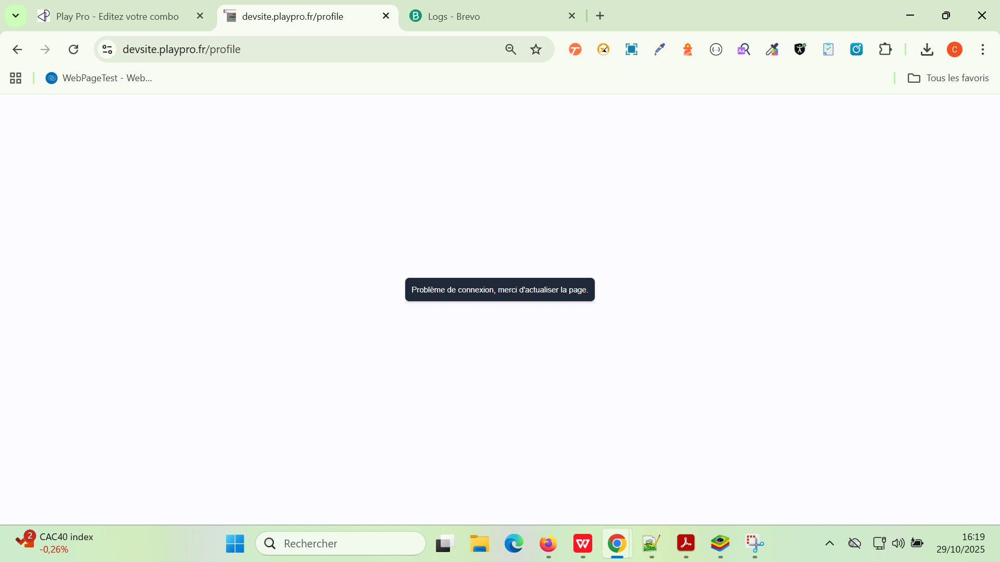 Play Pro - Editez votre combo
devsite.playpro.fr/profile
Logs - Brevo
devsite.playpro.fr/profile
C
WebPageTest - Web...
Tous les favoris
Problème de connexion, merci d'actualiser la page.
2
CAC40 index
-0,26%
Rechercher
16:19
29/10/2025